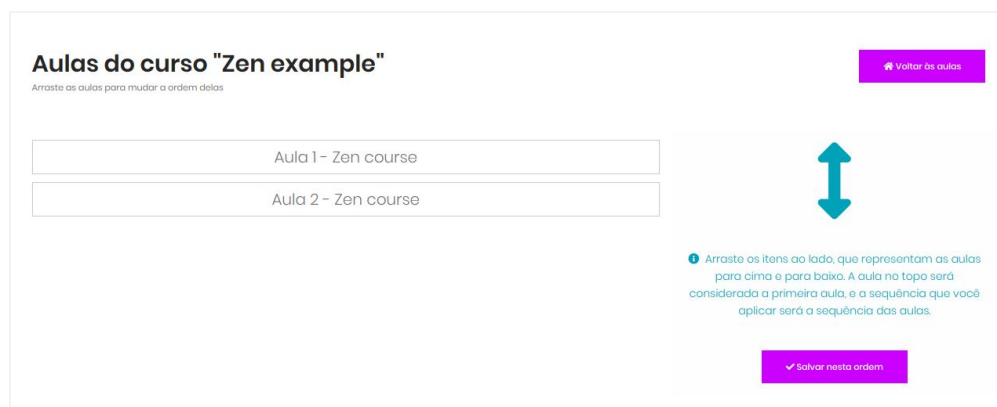 Aulas do curso "Zen example"
Voltar às aulas
Arraste as aulas para mudar a ordem delas
Aula 1 - Zen course
Aula 2 - Zen course
Arraste os itens ao lado, que representam as aulas
para cima e para baixo. A aula no topo será
considerada a primeira aula, e a sequência que você
aplicar será a sequência das aulas.
Salvar nesta ordem